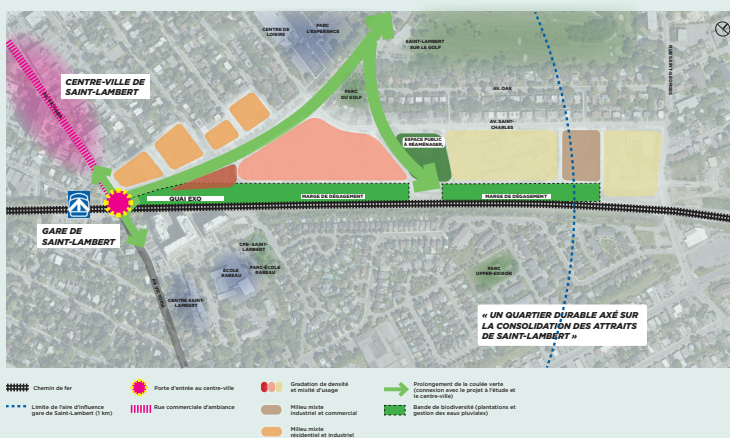 CENTRE DE
LOISIRS
PARC
L'ESPERANCE
SAINT-LAMBERT
SUR LE GOLF
RUE SAINT-GEORGES
CENTRE-VILLE DE
SAINT-LAMBERT
PARC
DU GOLF
AV. OAK
AV. SAINT-
CHARLES
ESPACE PUBLIC
À RÉAMÉNAGER
QUAI EXO
MARGE DE DÉGAGEMENT
MARGE DE DÉGAGEMENT
GARE DE
SAINT-LAMBERT
AV. VICTORIA
CPE- SAINT-
LAMBERT
ÉCOLE
RABEAU
PARC-ÉCOLE
RABEAU
CENTRE SAINT-
LAMBERT
PARC
UPPER-EDISON
« UN QUARTIER DURABLE AXÉ SUR
LA CONSOLIDATION DES ATTRAITS
DE SAINT-LAMBERT »
Chemin de fer
Limite de l'aire d'influence
gare de Saint-Lambert (1 km)
Porte d'entrée au centre-ville
Rue commerciale d'ambiance
Gradation de densité
et mixité d'usage
Milieu mixte
industriel et commercial
Milieu mixte
résidentiel et industriel
Prolongement de la coulée verte
(connexion avec le projet à l'étude et
le centre-ville)
Bande de biodiversité (plantations et
gestion des eaux pluviales)